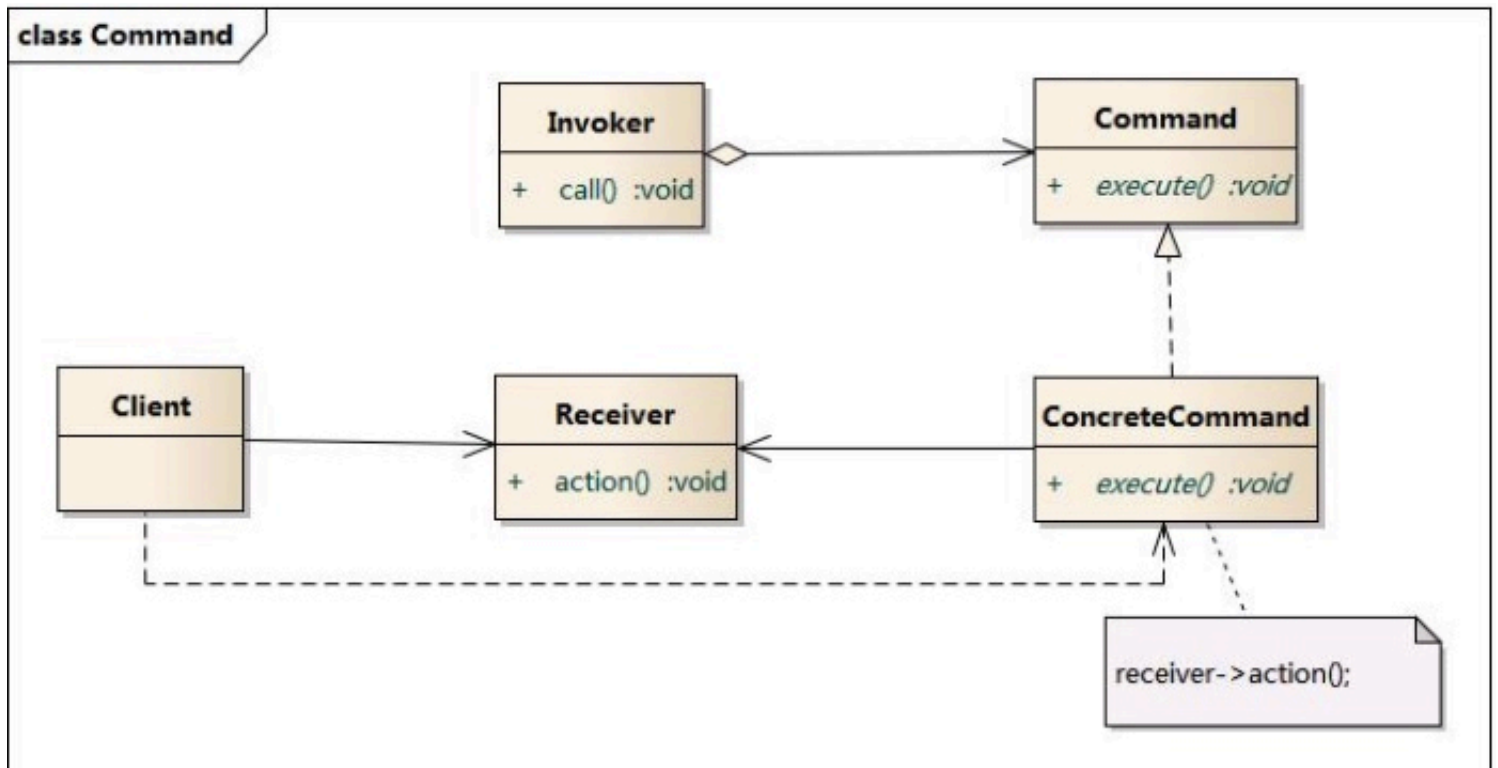 class Command
Invoker
+ call() :void
Command
+ execute() :void
Client
Receiver
+ action() :void
ConcreteCommand
+ execute() :void
receiver->action();